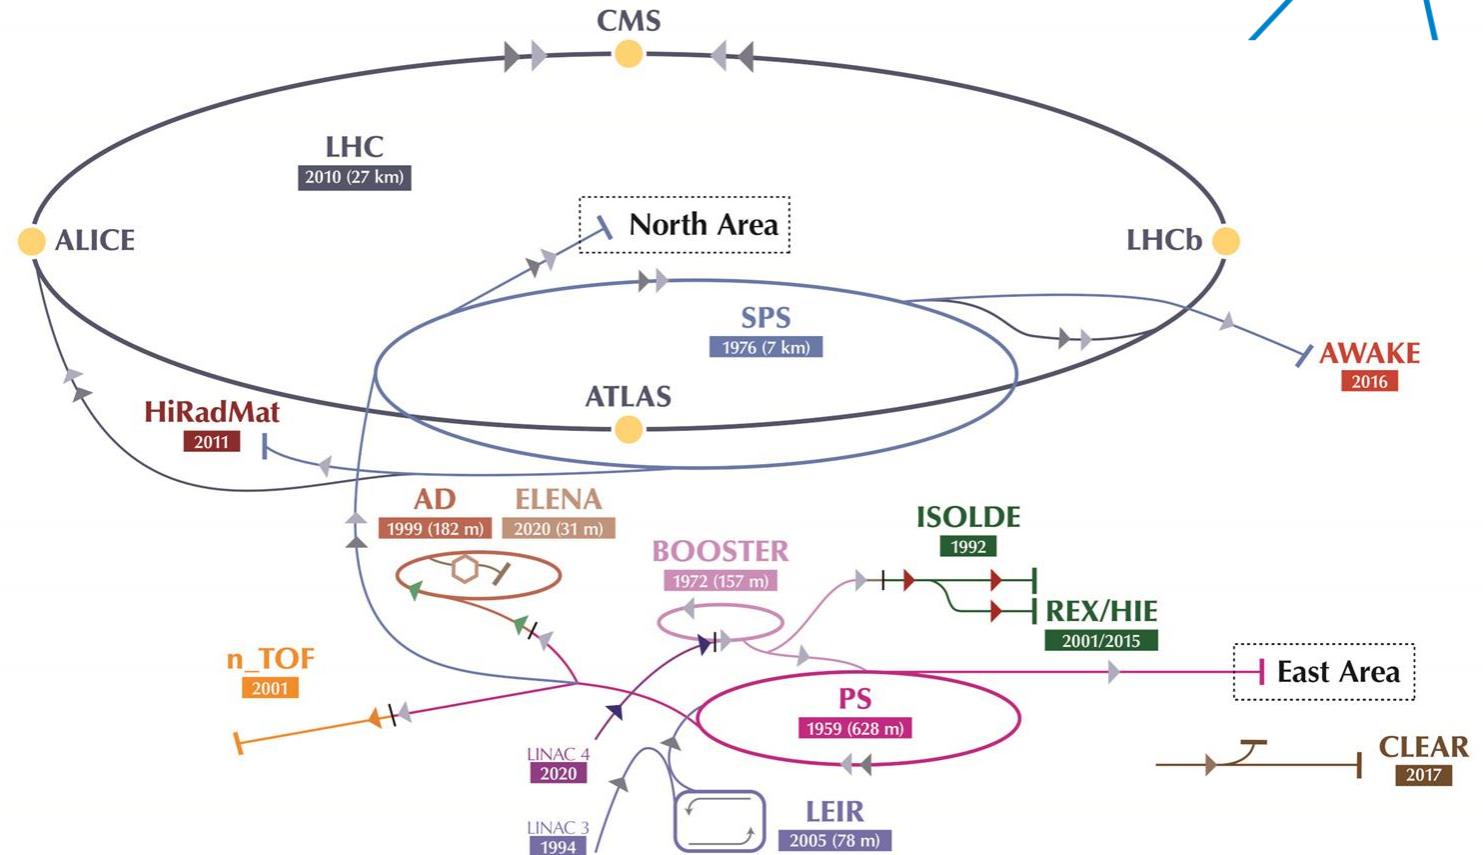 CMS
LHC
2010 (27 km)
North Area
ALICE
LHCb
SPS
1976 (7 km)
AWAKE
2016
ATLAS
HiRadMat
2011
AD
1999 (182 m)
ELENA
2020 (31 m)
ISOLDE
1992
BOOSTER
1972 (157 m)
REX/HIE
2001/2015
n_TOF
2001
East Area
PS
1959 (628 m)
LINAC 4
2020
CLEAR
2017
LEIR
2005 (78 m)
LINAC 3
1994